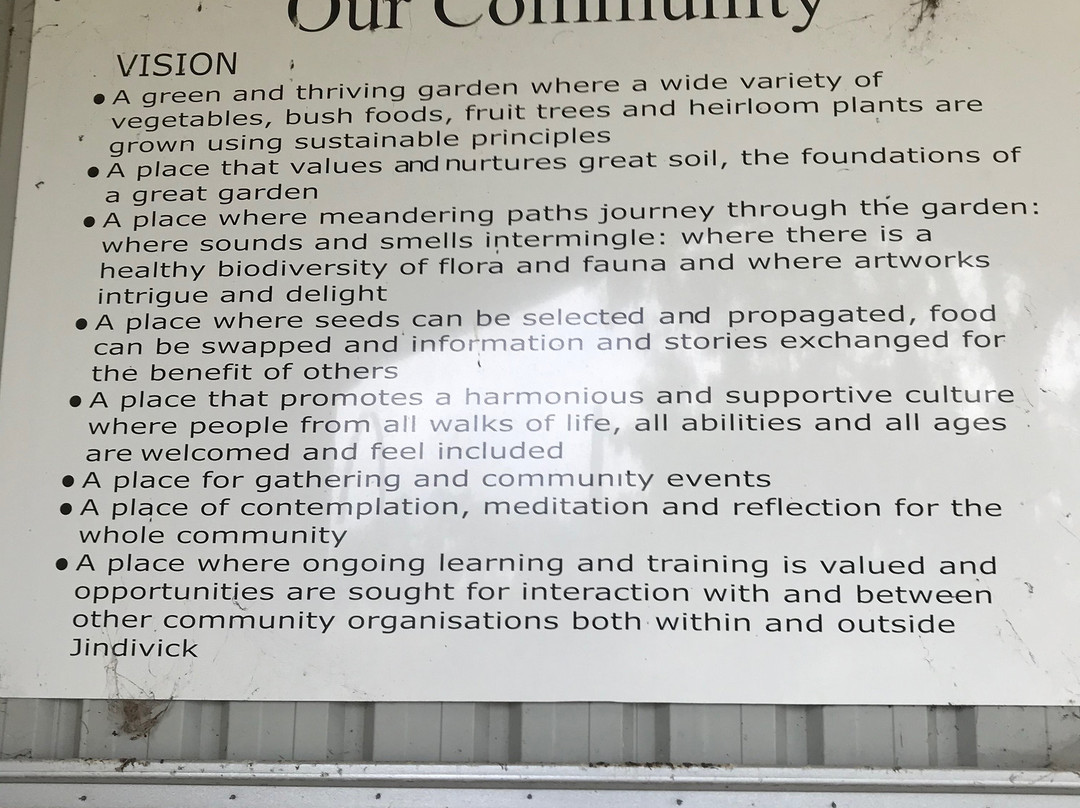 Our Community
VISION
• A green and thriving garden where a wide variety of
vegetables, bush foods, fruit trees and heirloom plants are
grown using sustainable principles
• A place that values and nurtures great soil, the foundations of
a great garden
• A place where meandering paths journey through the garden:
where sounds and smells intermingle: where there is a
healthy biodiversity of flora and fauna and where artworks
intrigue and delight
• A place where seeds can be selected and propagated, food
can be swapped and information and stories exchanged for
the benefit of others
• A place that promotes a harmonious and supportive culture
where people from all walks of life, all abilities and all ages
are welcomed and feel included
• A place for gathering and community events
• A place of contemplation, meditation and reflection for the
whole community
• A place where ongoing learning and training is valued and
opportunities are sought for interaction with and between
other community organisations both within and outside
Jindivick